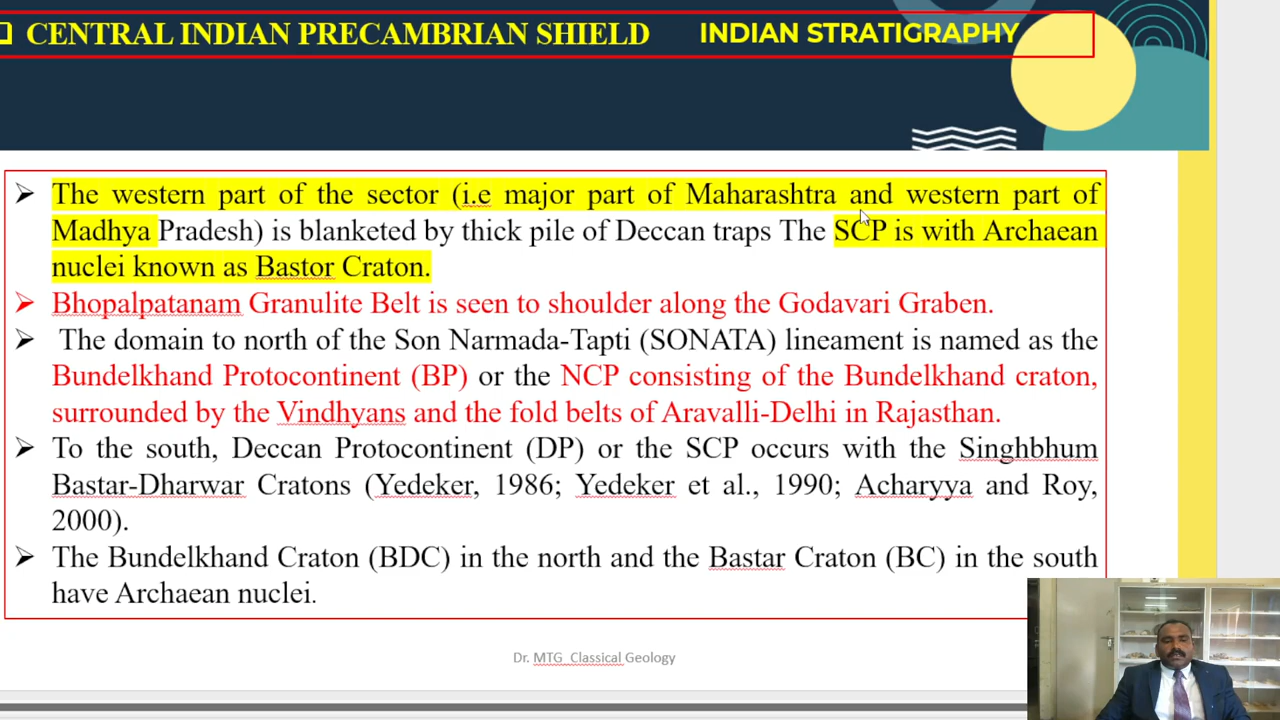 CENTRAL INDIAN PRECAMBRIAN SHIELD INDIAN STRATIGRAPHY
The western part of the sector (i.e major part of Maharashtra and western part of
Madhya Pradesh) is blanketed by thick pile of Deccan traps The SCP is with Archaean
nuclei known as Bastor Craton.
Bhopalpatanam Granulite Belt is seen to shoulder along the Godavari Graben.
The domain to north of the Son Narmada-Tapti (SONATA) lineament is named as the
Bundelkhand Protocontinent (BP) or the NCP consisting of the Bundelkhand craton,
surrounded by the Vindhyans and the fold belts of Aravalli-Delhi in Rajasthan.
To the south, Deccan Protocontinent (DP) or the SCP occurs with the Singhbhum
Bastar-Dharwar Cratons (Yedeker, 1986; Yedeker et al., 1990; Acharyya and Roy,
2000).
The Bundelkhand Craton (BDC) in the north and the Bastar Craton (BC) in the south
have Archaean nuclei.
Dr. MTG Classical Geology